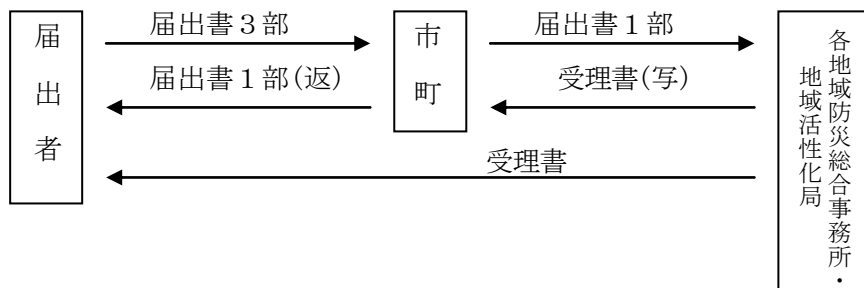 届出者
届出書３部
届出書１部(返)
市町
届出書１部
受理書(写)
受理書
各地域防災総合事務所・
地域活性化局